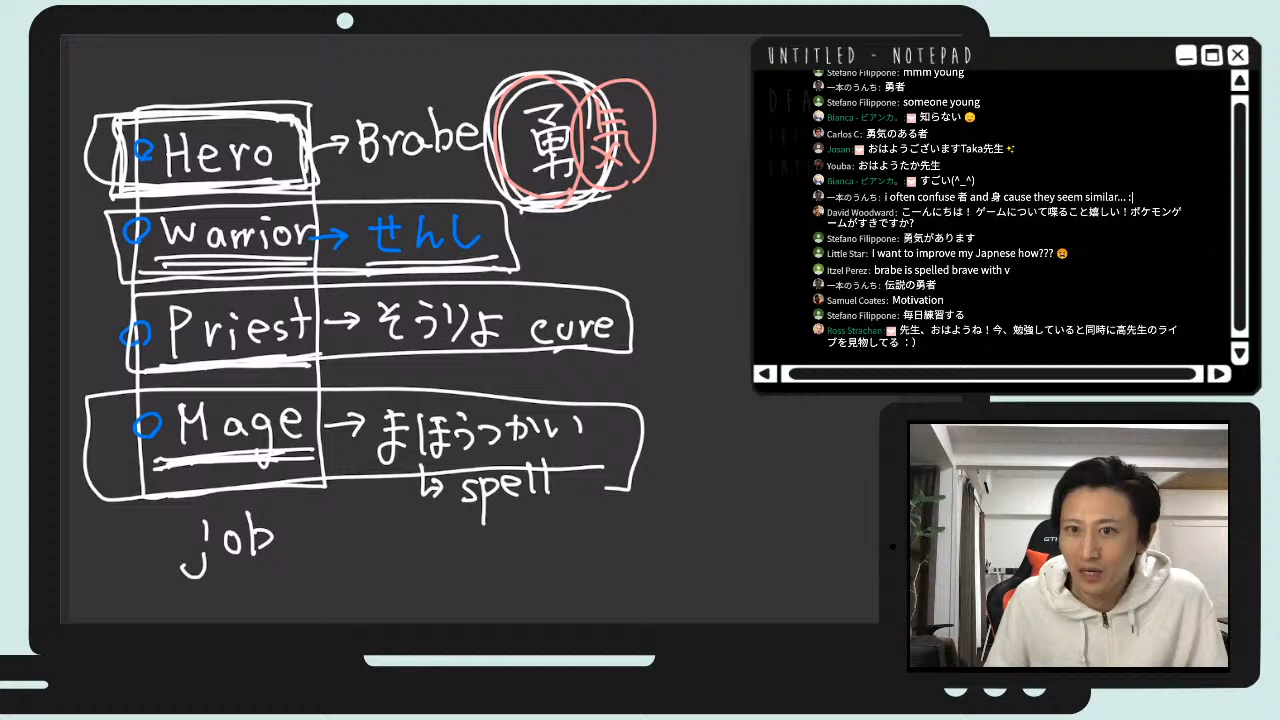 Hero → Brabe 勇気
Warrior → せんし
Priest → そうりよ cure
Mage → まほうつかい
↳ spell
job
UNTITLED - NOTEPAD
Stefano Filippone: mmm young
一本のうんち: 勇者
Stefano Filippone: someone young
Bianca - ビアンカ。: 知らない 😔
Carlos C: 勇気のある者
Josan: おはようございますTaka先生✨
Youba: おはようたか先生
Bianca - ビアンカ。: すごい(^_^)
一本のうんち: i often confuse 者 and 身 cause they seem similar... :|
David Woodward: こーんにちは！ ゲームについて喋ること嬉しい！ポケモンゲ
ームがすきですか?
Stefano Filippone: 勇気があります
Little Star: I want to improve my Japnese how??? 😩
Itzel Perez: brabe is spelled brave with v
一本のうんち: 伝説の勇者
Samuel Coates: Motivation
Stefano Filippone: 毎日練習する
Ross Strachan: 先生、おはようね！今、勉強していると同時に高先生のライ
ブを見物してる ：)